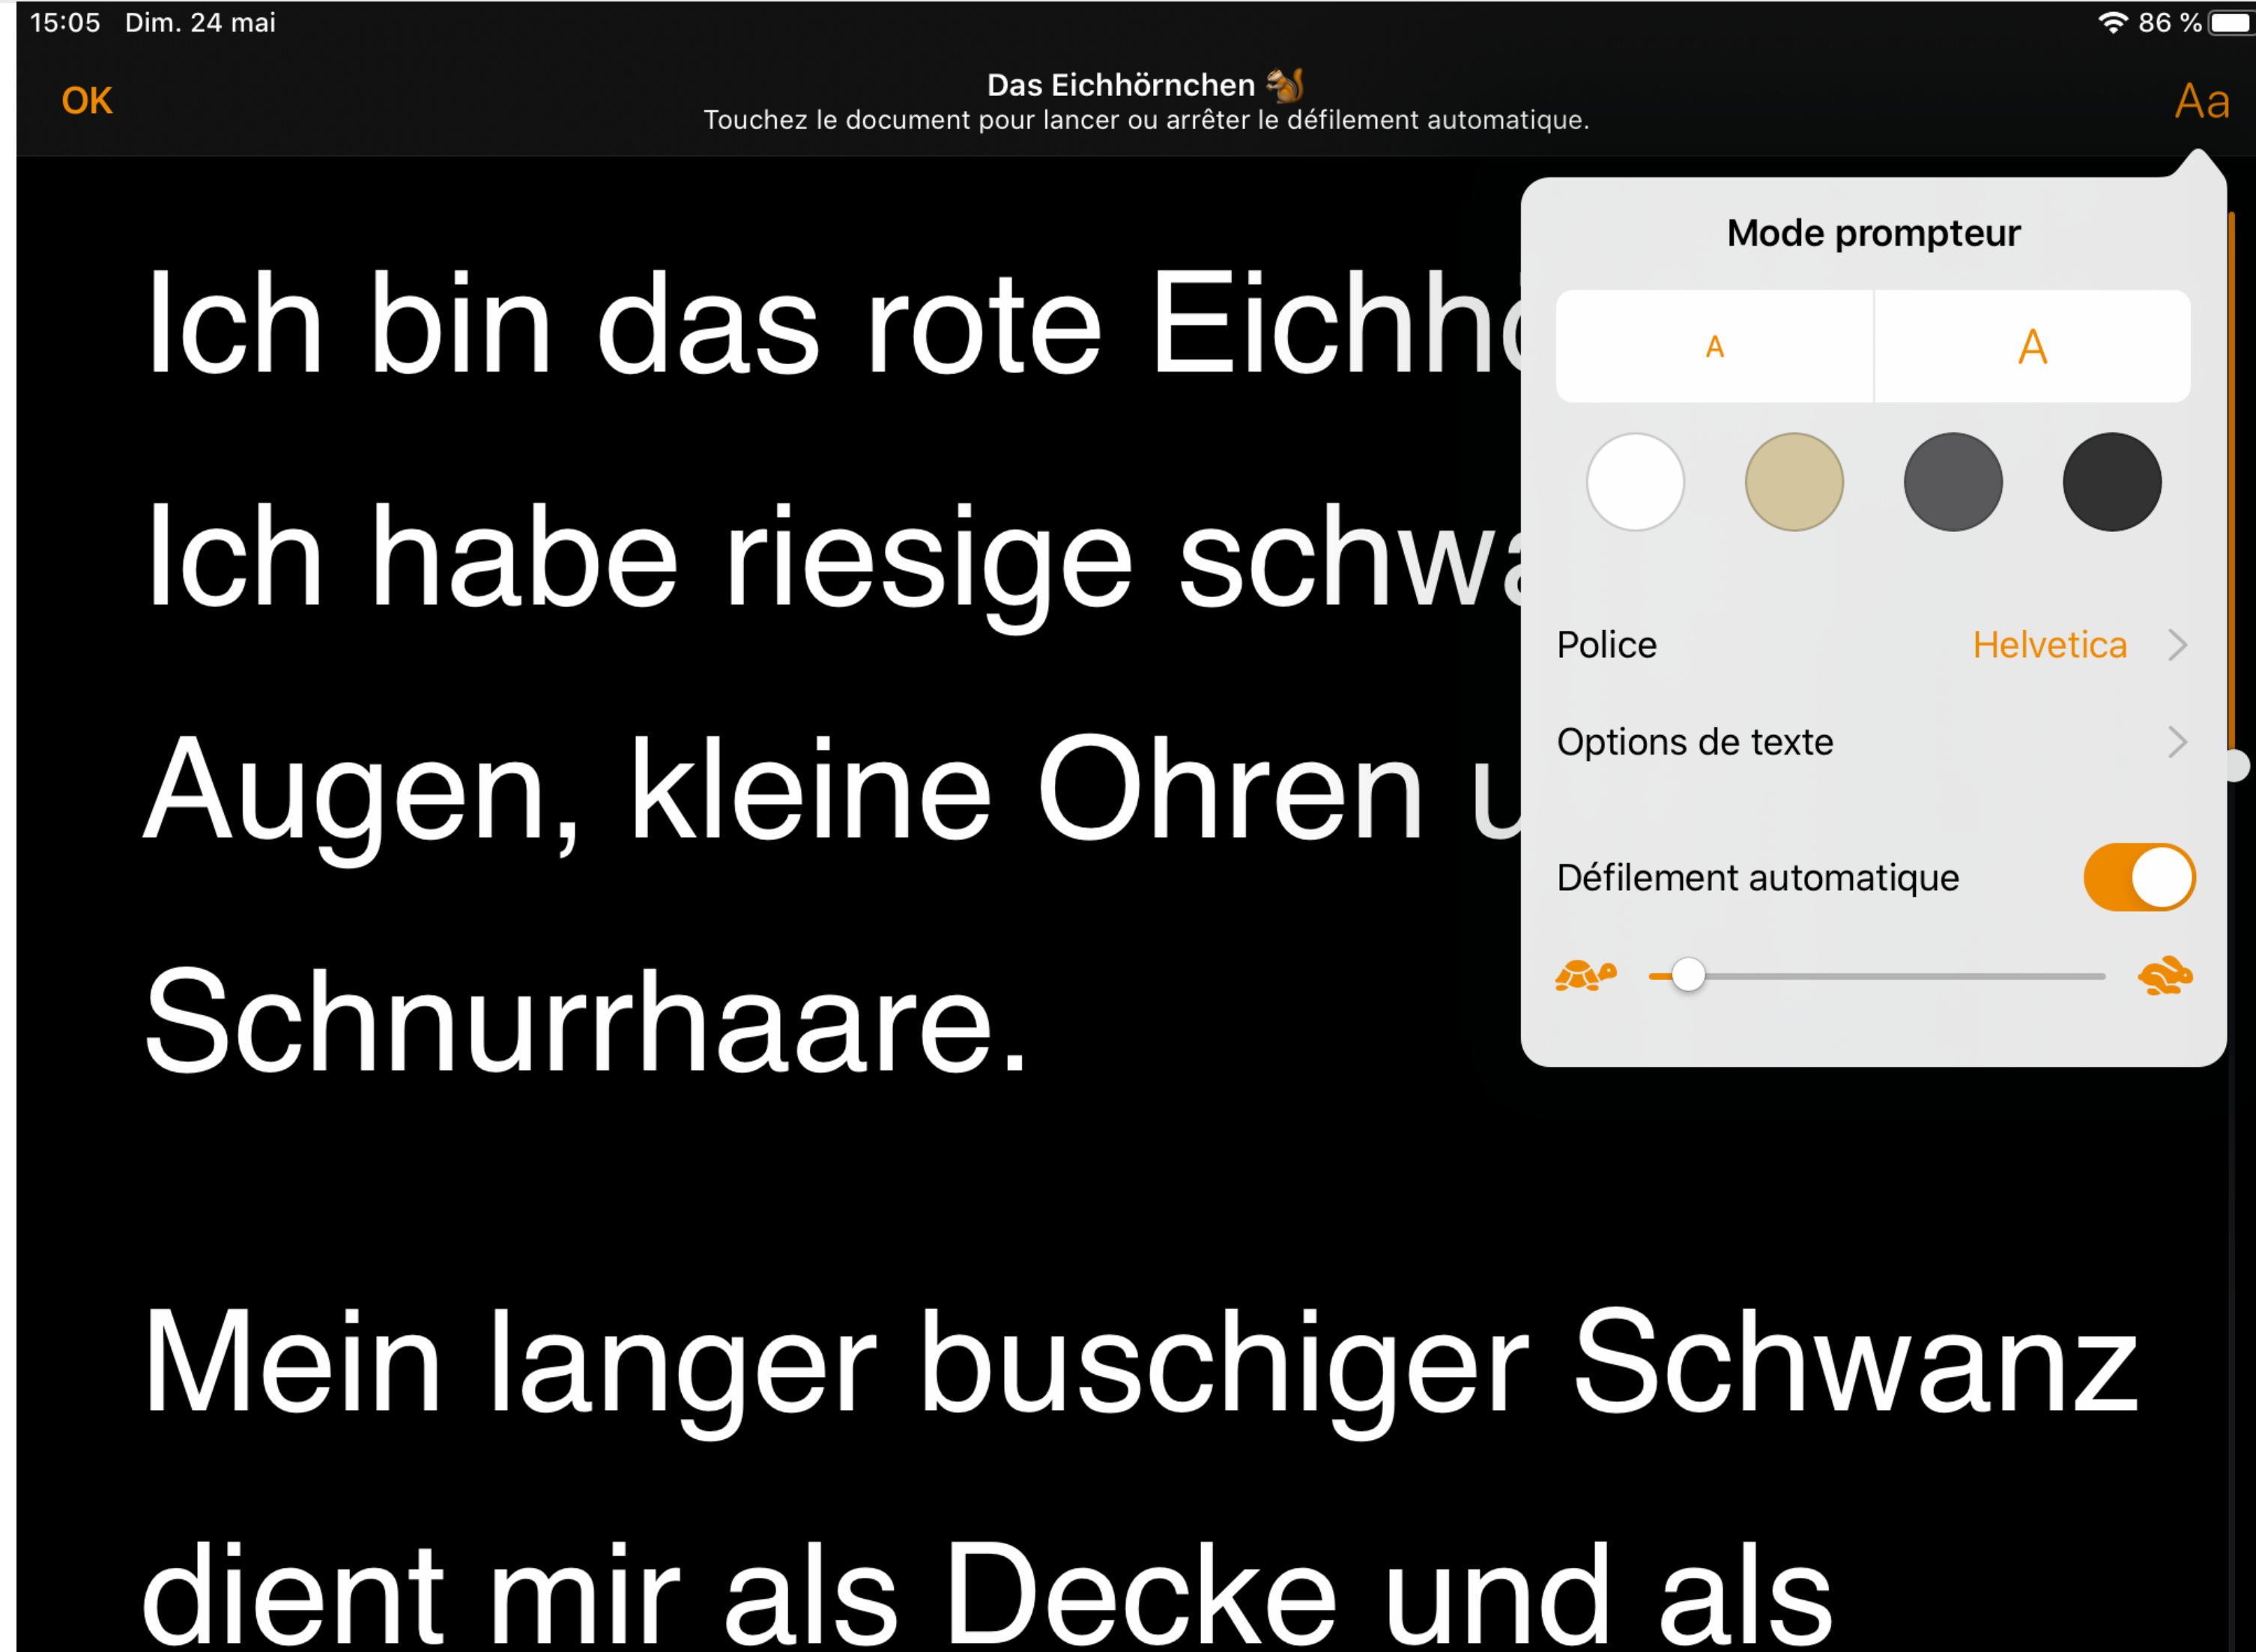 15:05 Dim. 24 mai
86 %
OK
Das Eichhörnchen 🐿️
Aa
Touchez le document pour lancer ou arrêter le défilement automatique.
Mode prompteur
A A
Police Helvetica
Options de texte
Défilement automatique
Ich bin das rote
Ich habe riesige
Augen, kleine Ohren
Schnurrhaare.
Mein langer buschiger Schwanz
dient mir als Decke und als